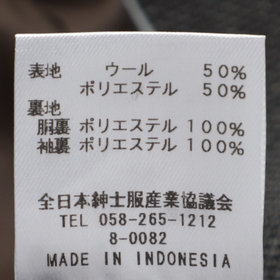 表地 ウール 50%
ポリエステル 50%
裏地
胴裏 ポリエステル 100%
袖裏 ポリエステル 100%
全日本紳士服産業協議会
TEL 058-265-1212
8-0082
MADE IN INDONESIA